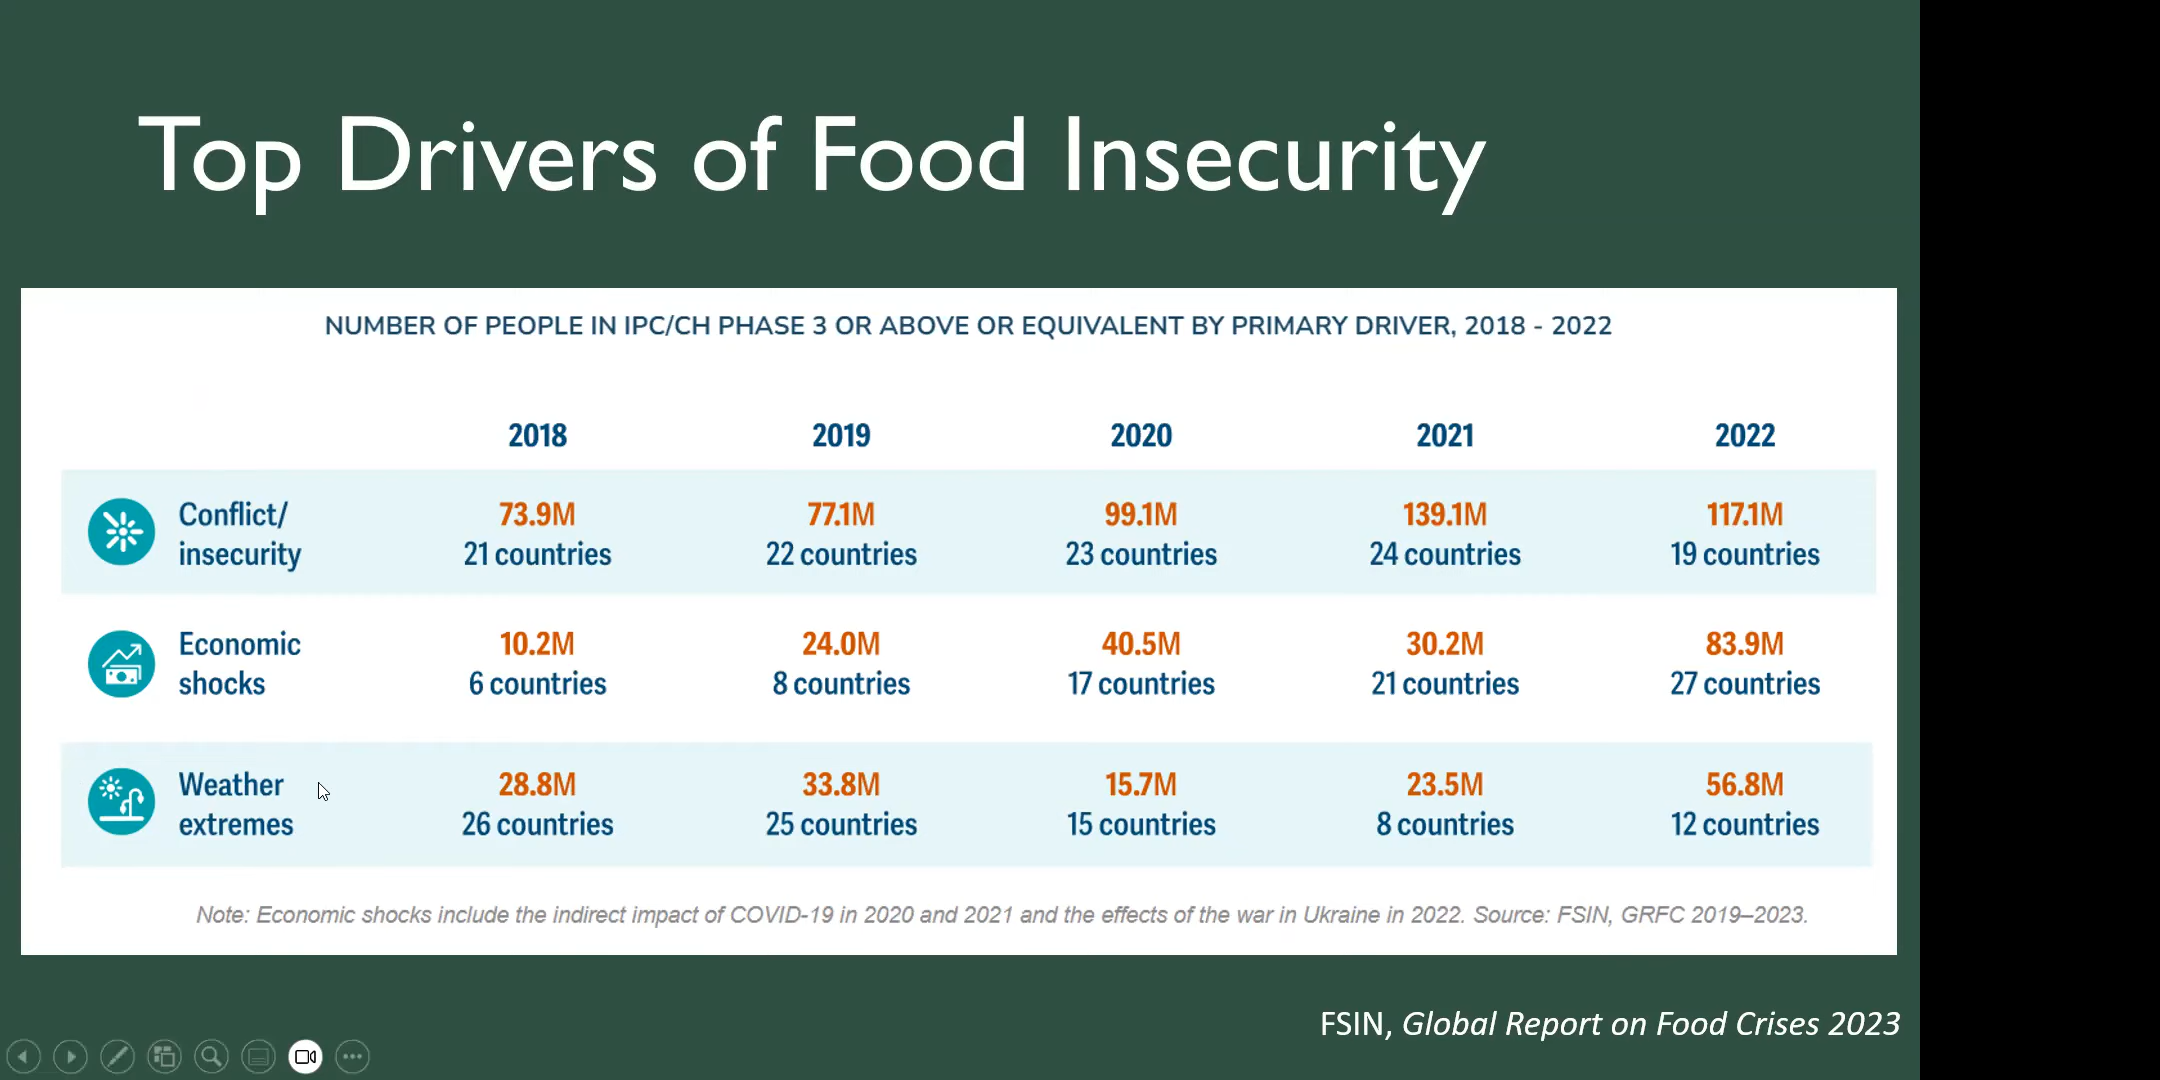 Top Drivers of Food Insecurity
NUMBER OF PEOPLE IN IPC/CH PHASE 3 OR ABOVE OR EQUIVALENT BY PRIMARY DRIVER, 2018 - 2022
2018 2019 2020 2021 2022
Conflict/ 73.9M 77.1M 99.1M 139.1M 117.1M
insecurity 21 countries 22 countries 23 countries 24 countries 19 countries
Economic 10.2M 24.0M 40.5M 30.2M 83.9M
shocks 6 countries 8 countries 17 countries 21 countries 27 countries
Weather 28.8M 33.8M 15.7M 23.5M 56.8M
extremes 26 countries 25 countries 15 countries 8 countries 12 countries
Note: Economic shocks include the indirect impact of COVID-19 in 2020 and 2021 and the effects of the war in Ukraine in 2022. Source: FSIN, GRFC 2019–2023.
FSIN, Global Report on Food Crises 2023